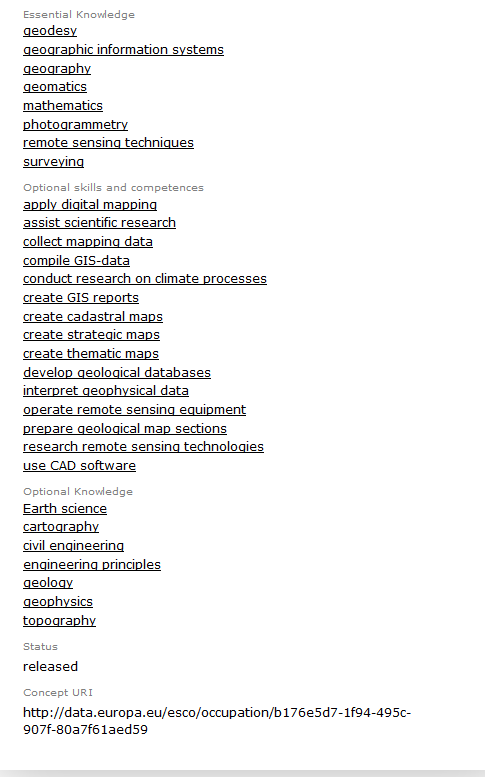 Essential Knowledge
geodesy
geographic information systems
geography
geomatics
mathematics
photogrammetry
remote sensing techniques
surveying
Optional skills and competences
apply digital mapping
assist scientific research
collect mapping data
compile GIS-data
conduct research on climate processes
create GIS reports
create cadastral maps
create strategic maps
create thematic maps
develop geological databases
interpret geophysical data
operate remote sensing equipment
prepare geological map sections
research remote sensing technologies
use CAD software
Optional Knowledge
Earth science
cartography
civil engineering
engineering principles
geology
geophysics
topography
Status
released
Concept URI
http://data.europa.eu/esco/occupation/b176e5d7-1f94-495c-
907f-80a7f61aed59